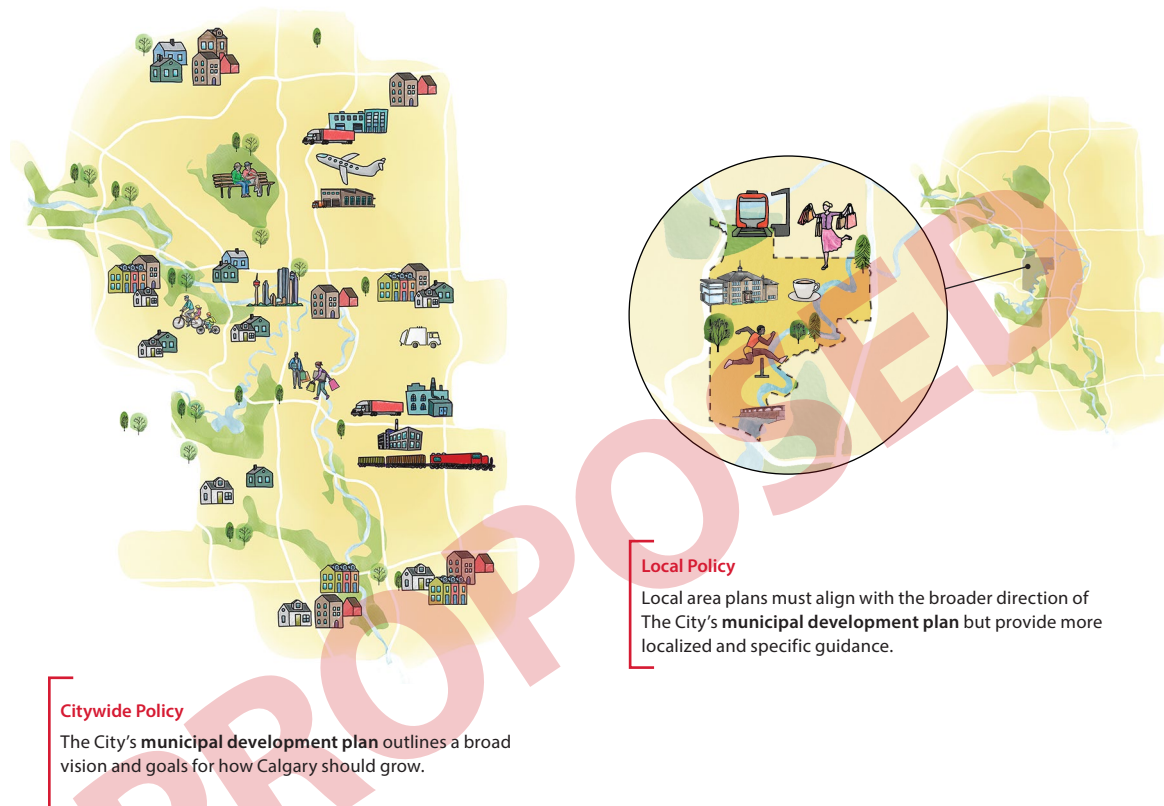 Citywide Policy
The City’s municipal development plan outlines a broad
vision and goals for how Calgary should grow.
Local Policy
Local area plans must align with the broader direction of
The City’s municipal development plan but provide more
localized and specific guidance.
PROPOSED